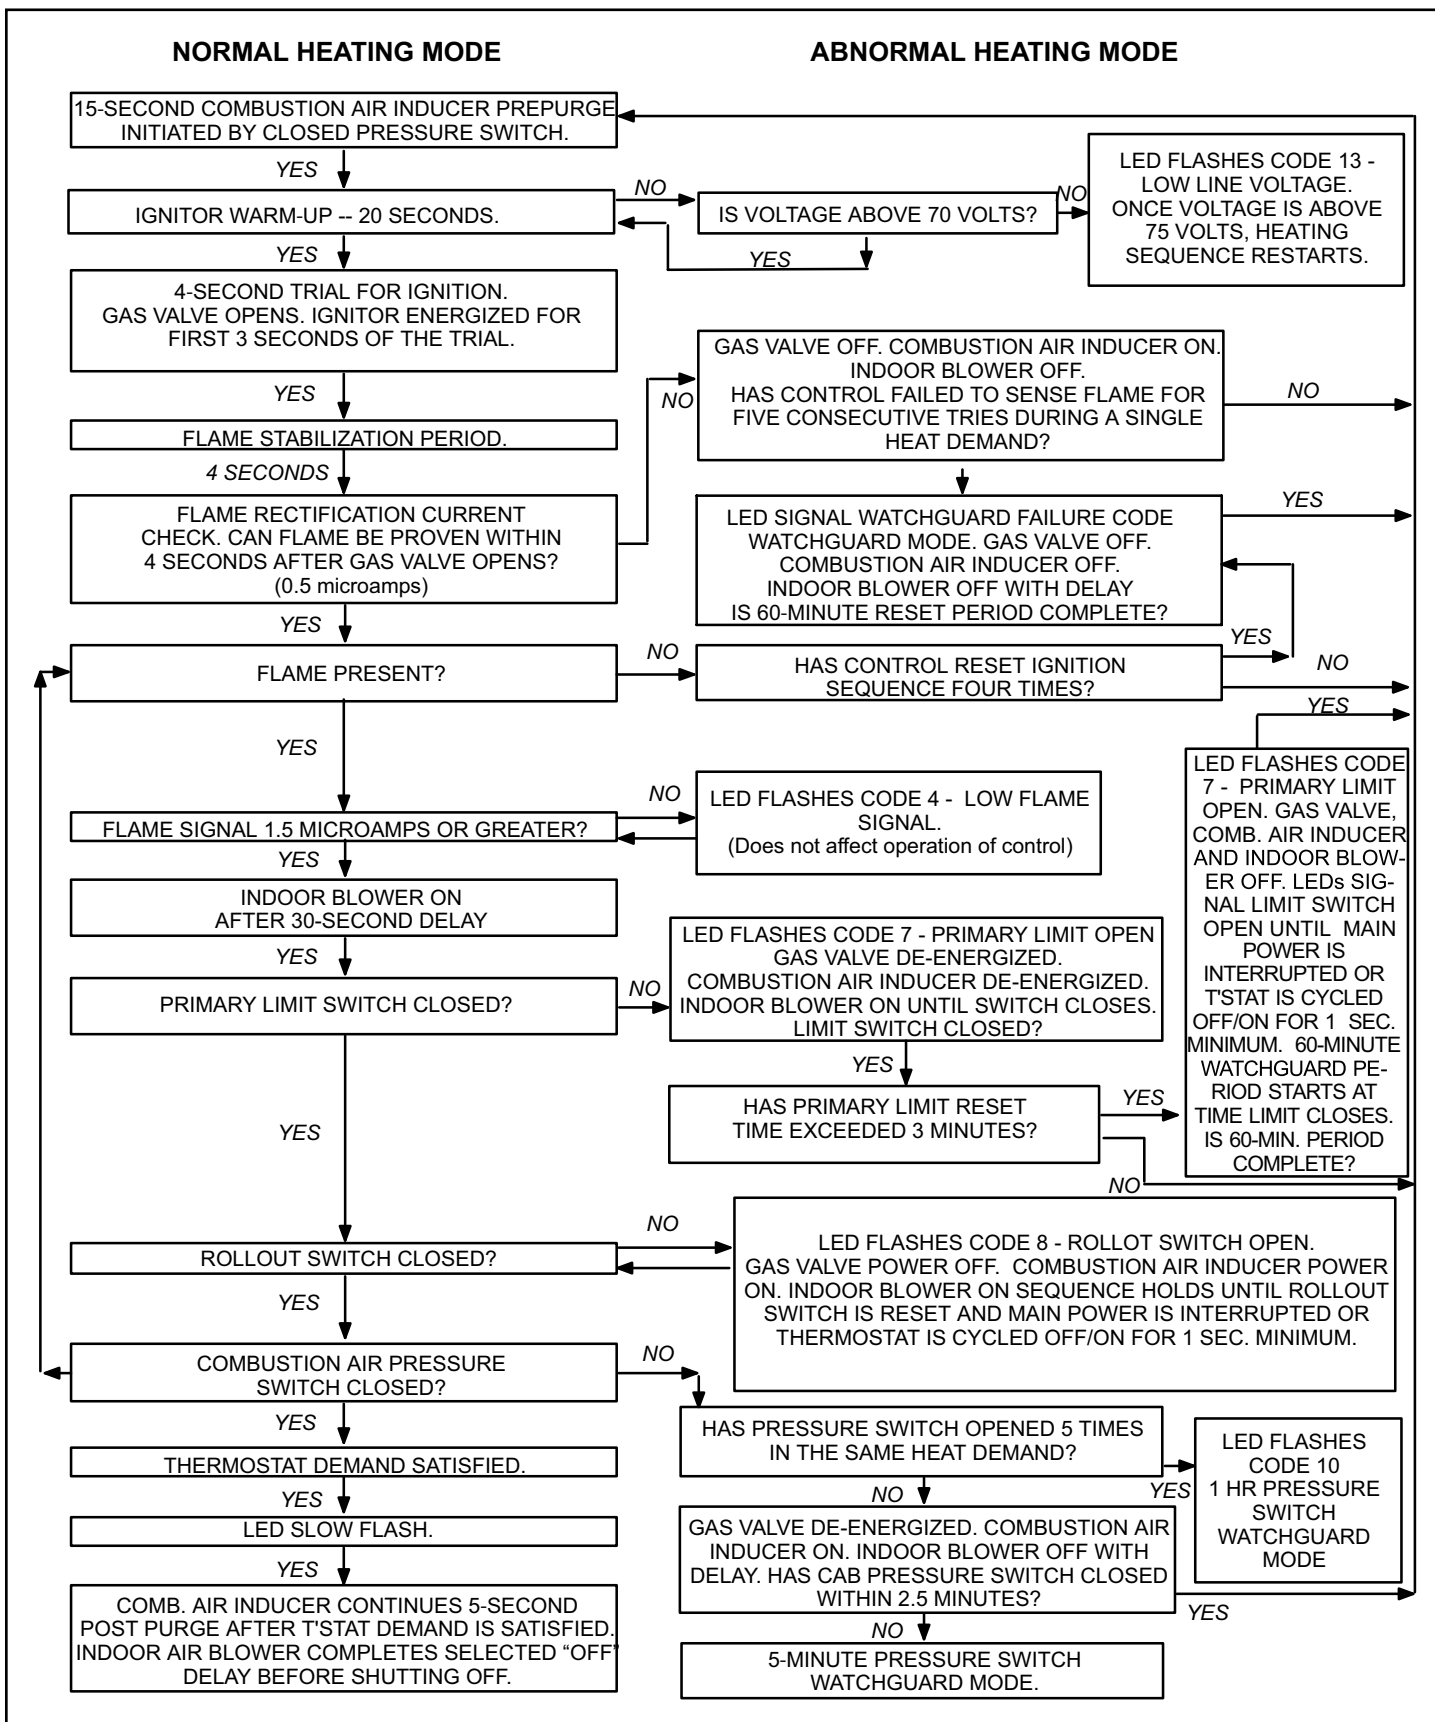 NORMAL HEATING MODE
ABNORMAL HEATING MODE
15-SECOND COMBUSTION AIR INDUCER PREPURGE
INITIATED BY CLOSED PRESSURE SWITCH.
YES
IGNITOR WARM-UP -- 20 SECONDS.
NO
IS VOLTAGE ABOVE 70 VOLTS?
NO
YES
LED FLASHES CODE 13 -
LOW LINE VOLTAGE.
ONCE VOLTAGE IS ABOVE
75 VOLTS, HEATING
SEQUENCE RESTARTS.
YES
4-SECOND TRIAL FOR IGNITION.
GAS VALVE OPENS. IGNITOR ENERGIZED FOR
FIRST 3 SECONDS OF THE TRIAL.
YES
FLAME STABILIZATION PERIOD.
4 SECONDS
FLAME RECTIFICATION CURRENT
CHECK. CAN FLAME BE PROVEN WITHIN
4 SECONDS AFTER GAS VALVE OPENS?
(0.5 microamps)
NO
GAS VALVE OFF. COMBUSTION AIR INDUCER ON.
INDOOR BLOWER OFF.
HAS CONTROL FAILED TO SENSE FLAME FOR
FIVE CONSECUTIVE TRIES DURING A SINGLE
HEAT DEMAND?
NO
LED SIGNAL WATCHGUARD FAILURE CODE
WATCHGUARD MODE. GAS VALVE OFF.
COMBUSTION AIR INDUCER OFF.
INDOOR BLOWER OFF WITH DELAY
IS 60-MINUTE RESET PERIOD COMPLETE?
YES
YES
FLAME PRESENT?
NO
HAS CONTROL RESET IGNITION
SEQUENCE FOUR TIMES?
YES
NO
YES
FLAME SIGNAL 1.5 MICROAMPS OR GREATER?
NO
LED FLASHES CODE 4 - LOW FLAME
SIGNAL.
(Does not affect operation of control)
YES
INDOOR BLOWER ON
AFTER 30-SECOND DELAY
YES
PRIMARY LIMIT SWITCH CLOSED?
NO
LED FLASHES CODE 7 - PRIMARY LIMIT OPEN
GAS VALVE DE-ENERGIZED.
COMBUSTION AIR INDUCER DE-ENERGIZED.
INDOOR BLOWER ON UNTIL SWITCH CLOSES.
LIMIT SWITCH CLOSED?
YES
HAS PRIMARY LIMIT RESET
TIME EXCEEDED 3 MINUTES?
YES
NO
YES
LED FLASHES CODE
7 - PRIMARY LIMIT
OPEN. GAS VALVE,
COMB. AIR INDUCER
AND INDOOR BLOW-
ER OFF. LEDs SIG-
NAL LIMIT SWITCH
OPEN UNTIL MAIN
POWER IS
INTERRUPTED OR
T'STAT IS CYCLED
OFF/ON FOR 1 SEC.
MINIMUM. 60-MINUTE
WATCHGUARD PE-
RIOD STARTS AT
TIME LIMIT CLOSES.
IS 60-MIN. PERIOD
COMPLETE?
YES
ROLLOUT SWITCH CLOSED?
NO
LED FLASHES CODE 8 - ROLLOT SWITCH OPEN.
GAS VALVE POWER OFF. COMBUSTION AIR INDUCER POWER
ON. INDOOR BLOWER ON SEQUENCE HOLDS UNTIL ROLLOUT
SWITCH IS RESET AND MAIN POWER IS INTERRUPTED OR
THERMOSTAT IS CYCLED OFF/ON FOR 1 SEC. MINIMUM.
YES
COMBUSTION AIR PRESSURE
SWITCH CLOSED?
NO
HAS PRESSURE SWITCH OPENED 5 TIMES
IN THE SAME HEAT DEMAND?
YES
LED FLASHES
CODE 10
1 HR PRESSURE
SWITCH
WATCHGUARD
MODE
NO
GAS VALVE DE-ENERGIZED. COMBUSTION AIR
INDUCER ON. INDOOR BLOWER OFF WITH
DELAY. HAS CAB PRESSURE SWITCH CLOSED
WITHIN 2.5 MINUTES?
YES
NO
5-MINUTE PRESSURE SWITCH
WATCHGUARD MODE.
YES
THERMOSTAT DEMAND SATISFIED.
YES
LED SLOW FLASH.
YES
COMB. AIR INDUCER CONTINUES 5-SECOND
POST PURGE AFTER T'STAT DEMAND IS SATISFIED.
INDOOR AIR BLOWER COMPLETES SELECTED “OFF”
DELAY BEFORE SHUTTING OFF.